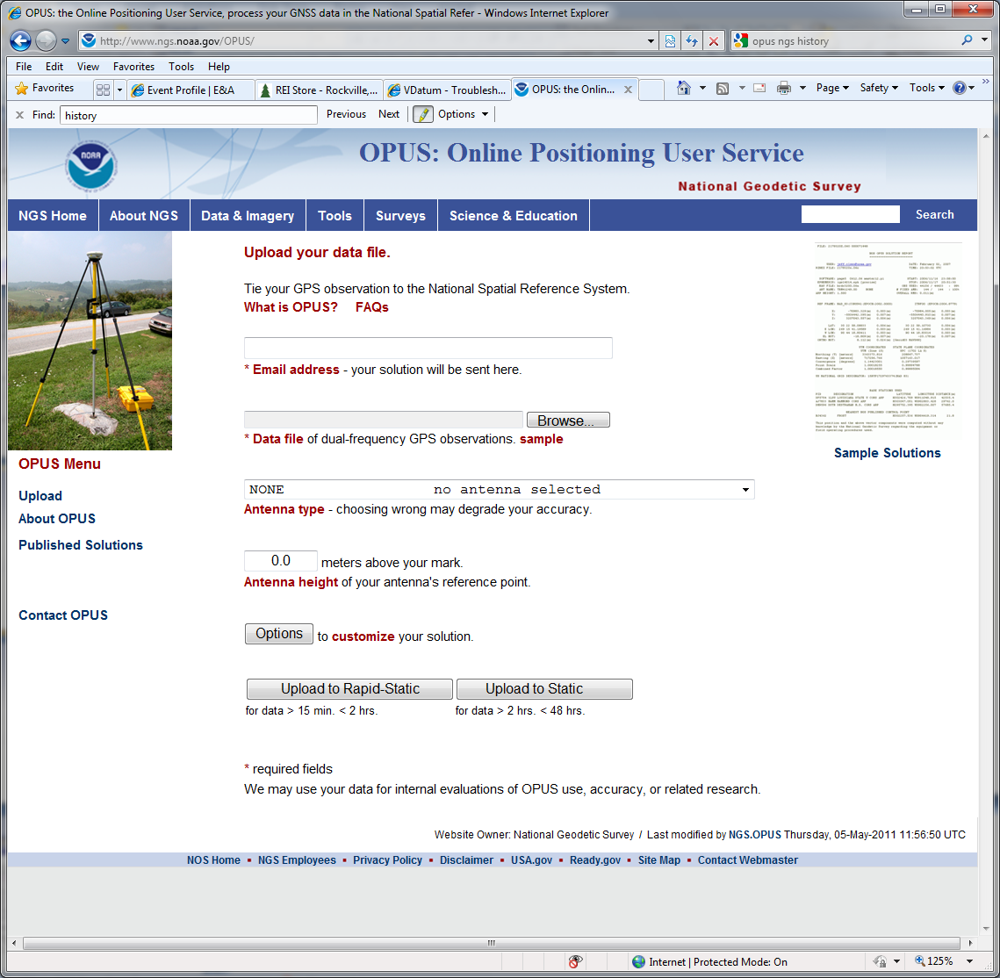 OPUS: the Online Positioning User Service, process your GNSS data in the National Spatial Refer - Windows Internet Explorer
http://www.ngs.noaa.gov/OPUS/
opus ngs history
File Edit View Favorites Tools Help
Favorites
Event Profile | E&A
REI Store - Rockville,...
VDatum - Troublesh...
OPUS: the Onlin...
Page Safety Tools
Find: history Previous Next Options
NOAA
OPUS: Online Positioning User Service
National Geodetic Survey
NGS Home About NGS Data & Imagery Tools Surveys Science & Education Search
Upload your data file.
Tie your GPS observation to the National Spatial Reference System.
What is OPUS? FAQs
* Email address - your solution will be sent here.
Browse...
* Data file of dual-frequency GPS observations. sample
Sample Solutions
OPUS Menu
Upload
About OPUS
Published Solutions
Contact OPUS
NONE no antenna selected
Antenna type - choosing wrong may degrade your accuracy.
0.0 meters above your mark.
Antenna height of your antenna's reference point.
Options to customize your solution.
Upload to Rapid-Static Upload to Static
for data > 15 min. < 2 hrs. for data > 2 hrs. < 48 hrs.
* required fields
We may use your data for internal evaluations of OPUS use, accuracy, or related research.
Website Owner: National Geodetic Survey / Last modified by NGS.OPUS Thursday, 05-May-2011 11:56:50 UTC
NOS Home ▪ NGS Employees ▪ Privacy Policy ▪ Disclaimer ▪ USA.gov ▪ Ready.gov ▪ Site Map ▪ Contact Webmaster
Internet | Protected Mode: On
125%